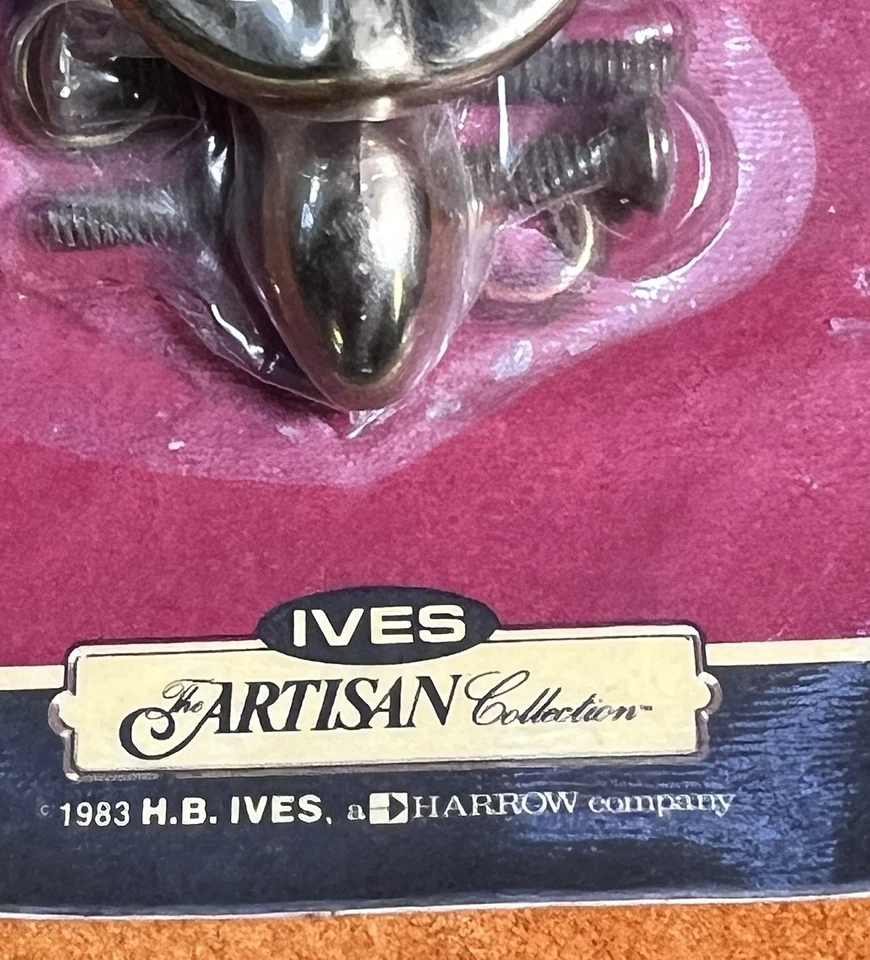 IVES
The ARTISAN Collection™
© 1983 H.B. IVES, a HARROW company